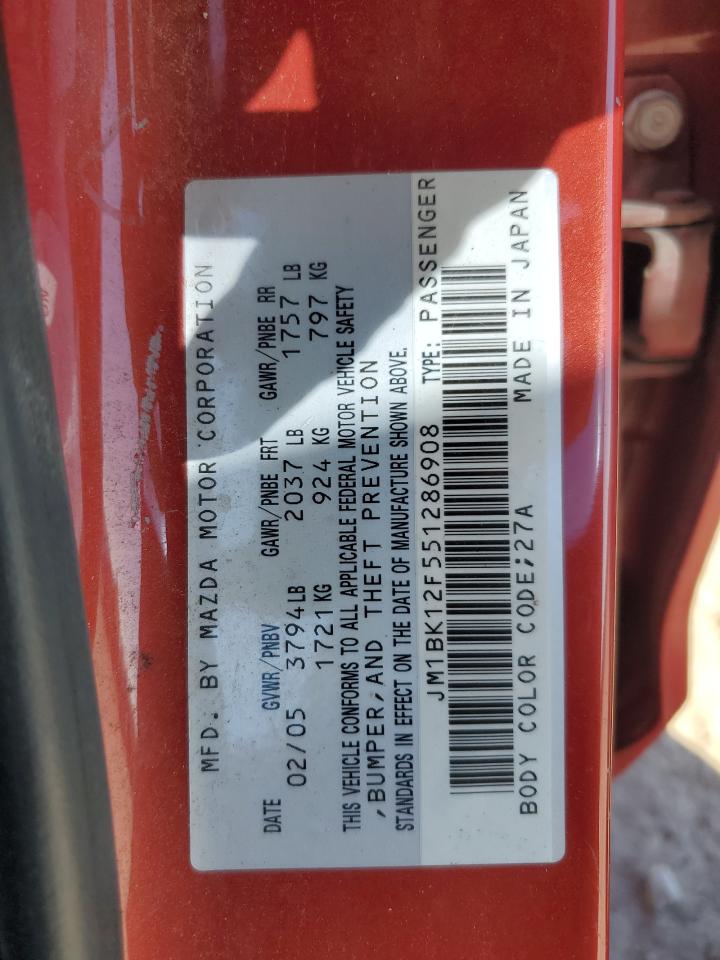 MFD. BY MAZDA MOTOR CORPORATION
DATE GVWR/PNBV GAWR/PNBE FRT GAWR/PNBE RR
02/05 3794LB 2037 LB 1757 LB
1721KG 924 KG 797 KG
THIS VEHICLE CONFORMS TO ALL APPLICABLE FEDERAL MOTOR VEHICLE SAFETY
,BUMPER,AND THEFT PREVENTION
STANDARDS IN EFFECT ON THE DATE OF MANUFACTURE SHOWN ABOVE.
JM1BK12F551286908 TYPE: PASSENGER
BODY COLOR CODE;27A MADE IN JAPAN